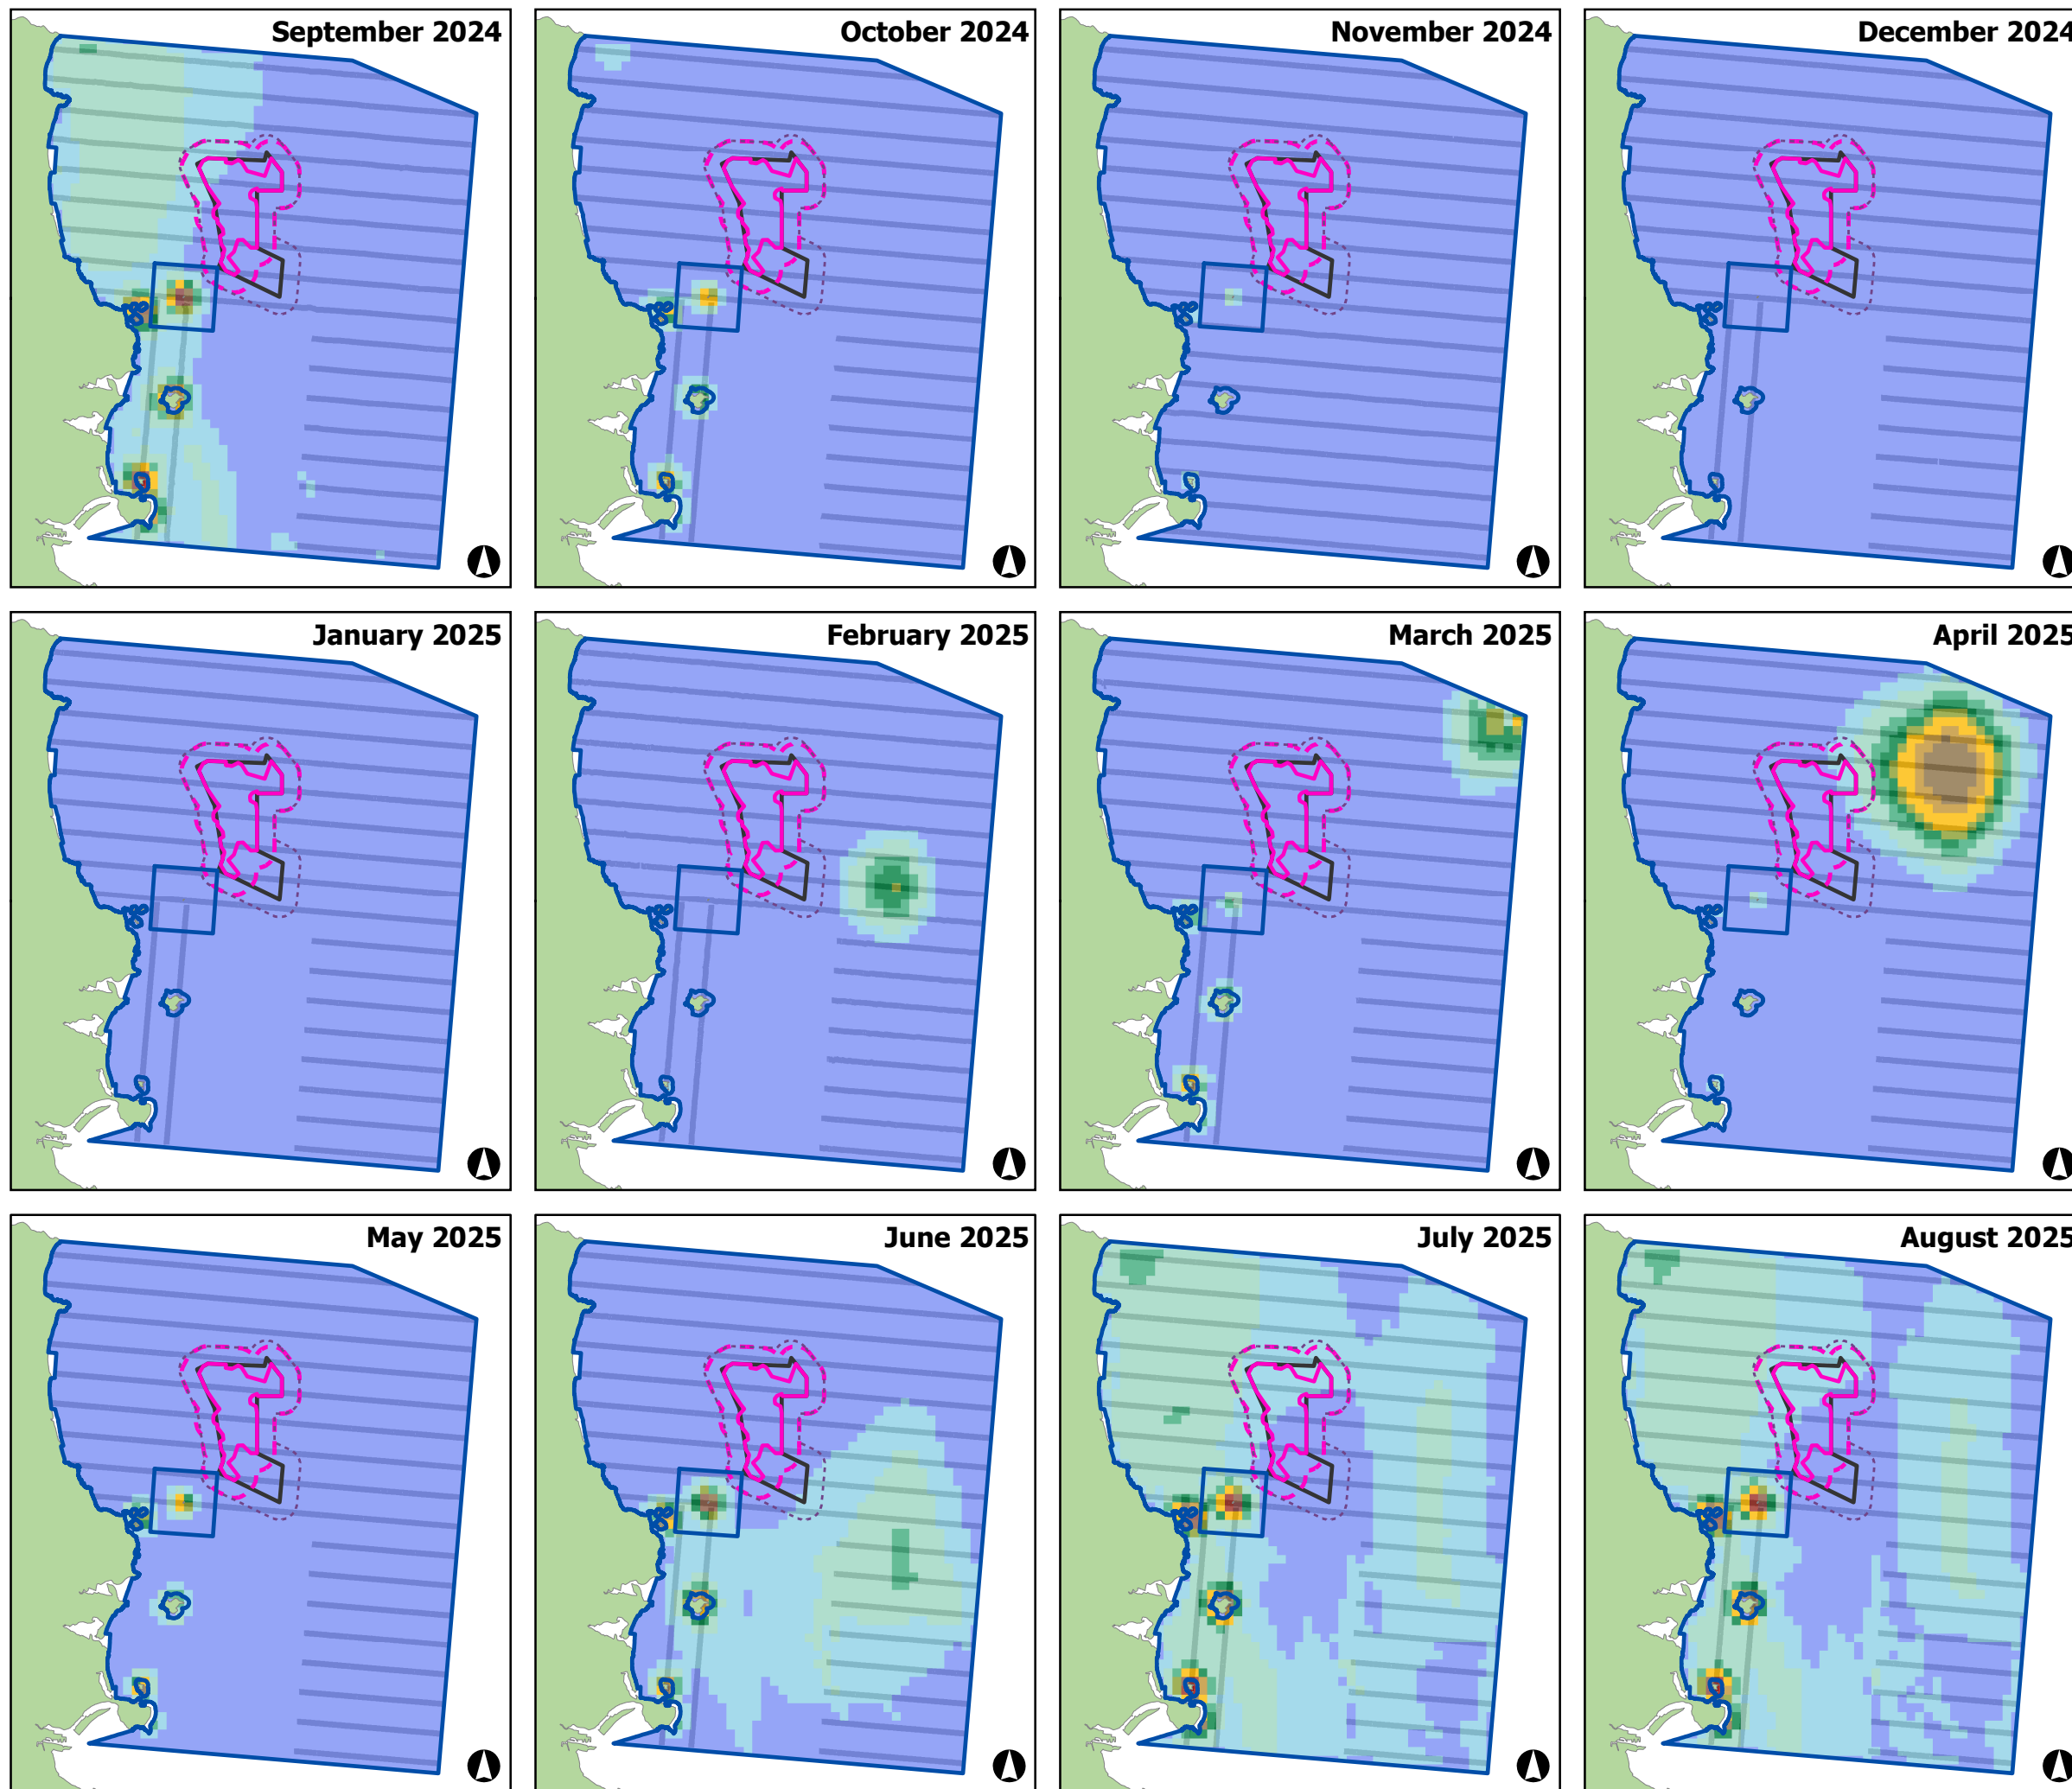 September 2024
October 2024
November 2024
December 2024
January 2025
February 2025
March 2025
April 2025
May 2025
June 2025
July 2025
August 2025